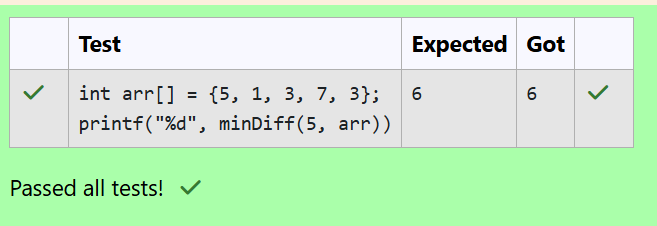 Test Expected Got
int arr[] = {5, 1, 3, 7, 3}; 6 6
printf("%d", minDiff(5, arr))
Passed all tests!